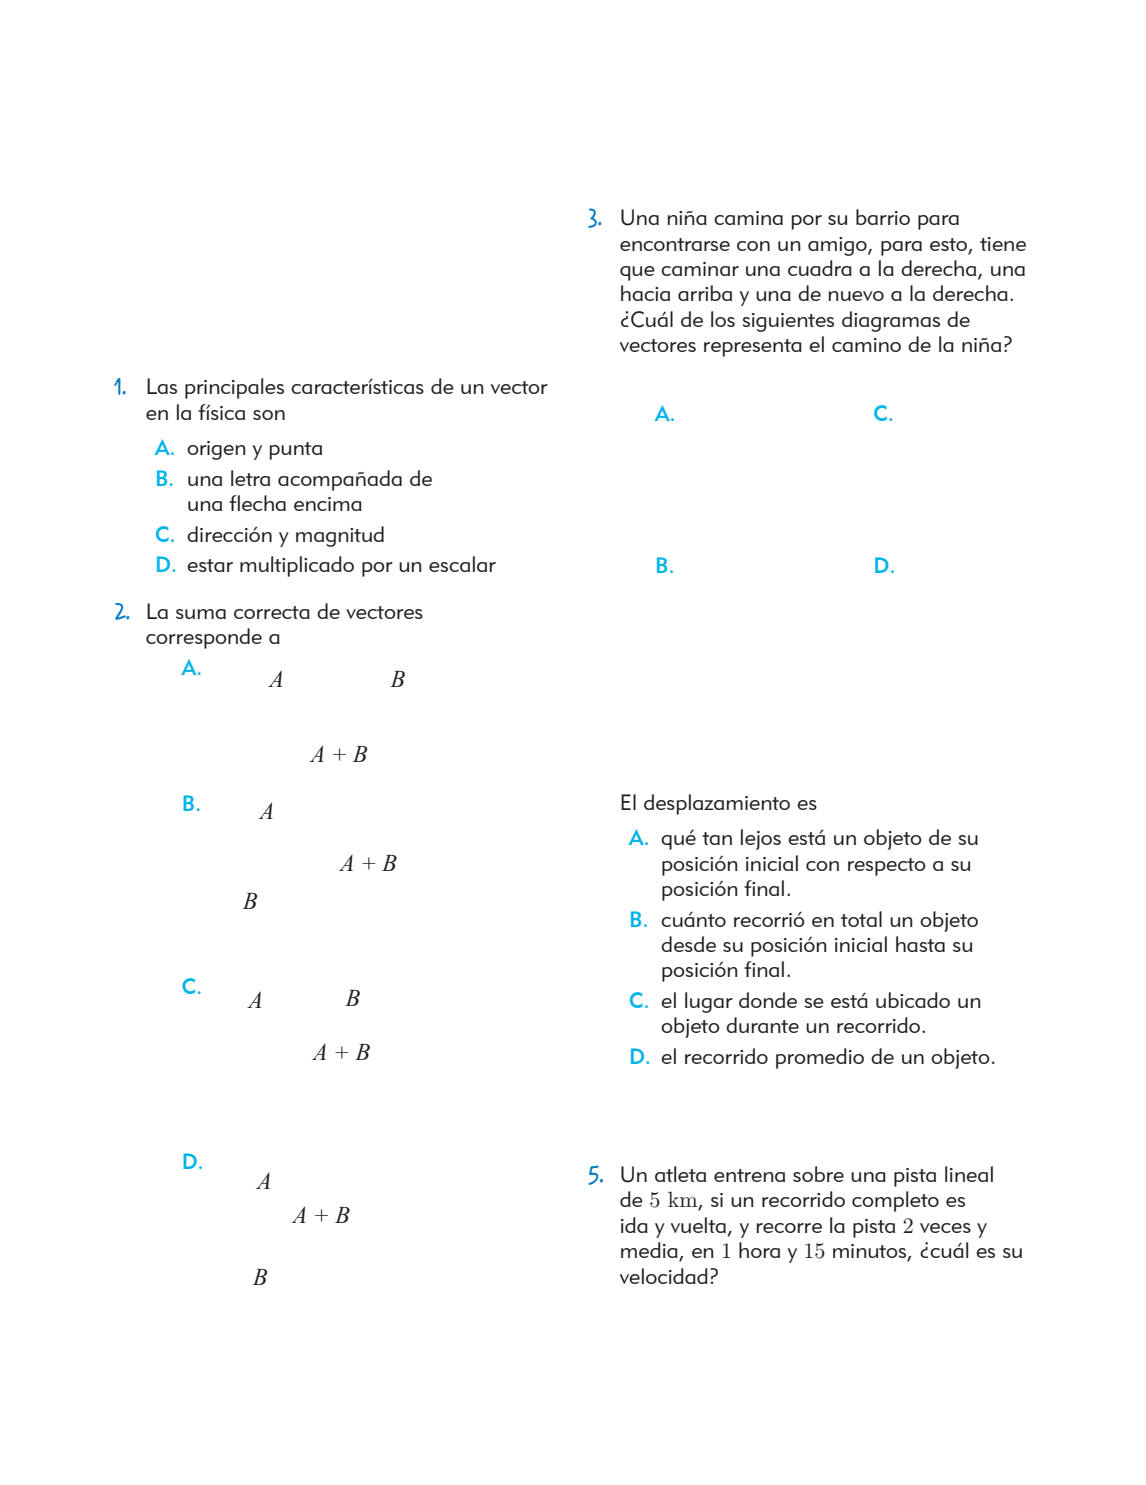 1. Las principales características de un vector
en la física son
A. origen y punta
B. una letra acompañada de
una flecha encima
C. dirección y magnitud
D. estar multiplicado por un escalar
2. La suma correcta de vectores
corresponde a
A.
A B
A + B
B.
A
A + B
B
C.
A B
A + B
D.
A
A + B
B
3. Una niña camina por su barrio para
encontrarse con un amigo, para esto, tiene
que caminar una cuadra a la derecha, una
hacia arriba y una de nuevo a la derecha.
¿Cuál de los siguientes diagramas de
vectores representa el camino de la niña?
A. C.
B. D.
El desplazamiento es
A. qué tan lejos está un objeto de su
posición inicial con respecto a su
posición final.
B. cuánto recorrió en total un objeto
desde su posición inicial hasta su
posición final.
C. el lugar donde se está ubicado un
objeto durante un recorrido.
D. el recorrido promedio de un objeto.
5. Un atleta entrena sobre una pista lineal
de 5 km, si un recorrido completo es
ida y vuelta, y recorre la pista 2 veces y
media, en 1 hora y 15 minutos, ¿cuál es su
velocidad?